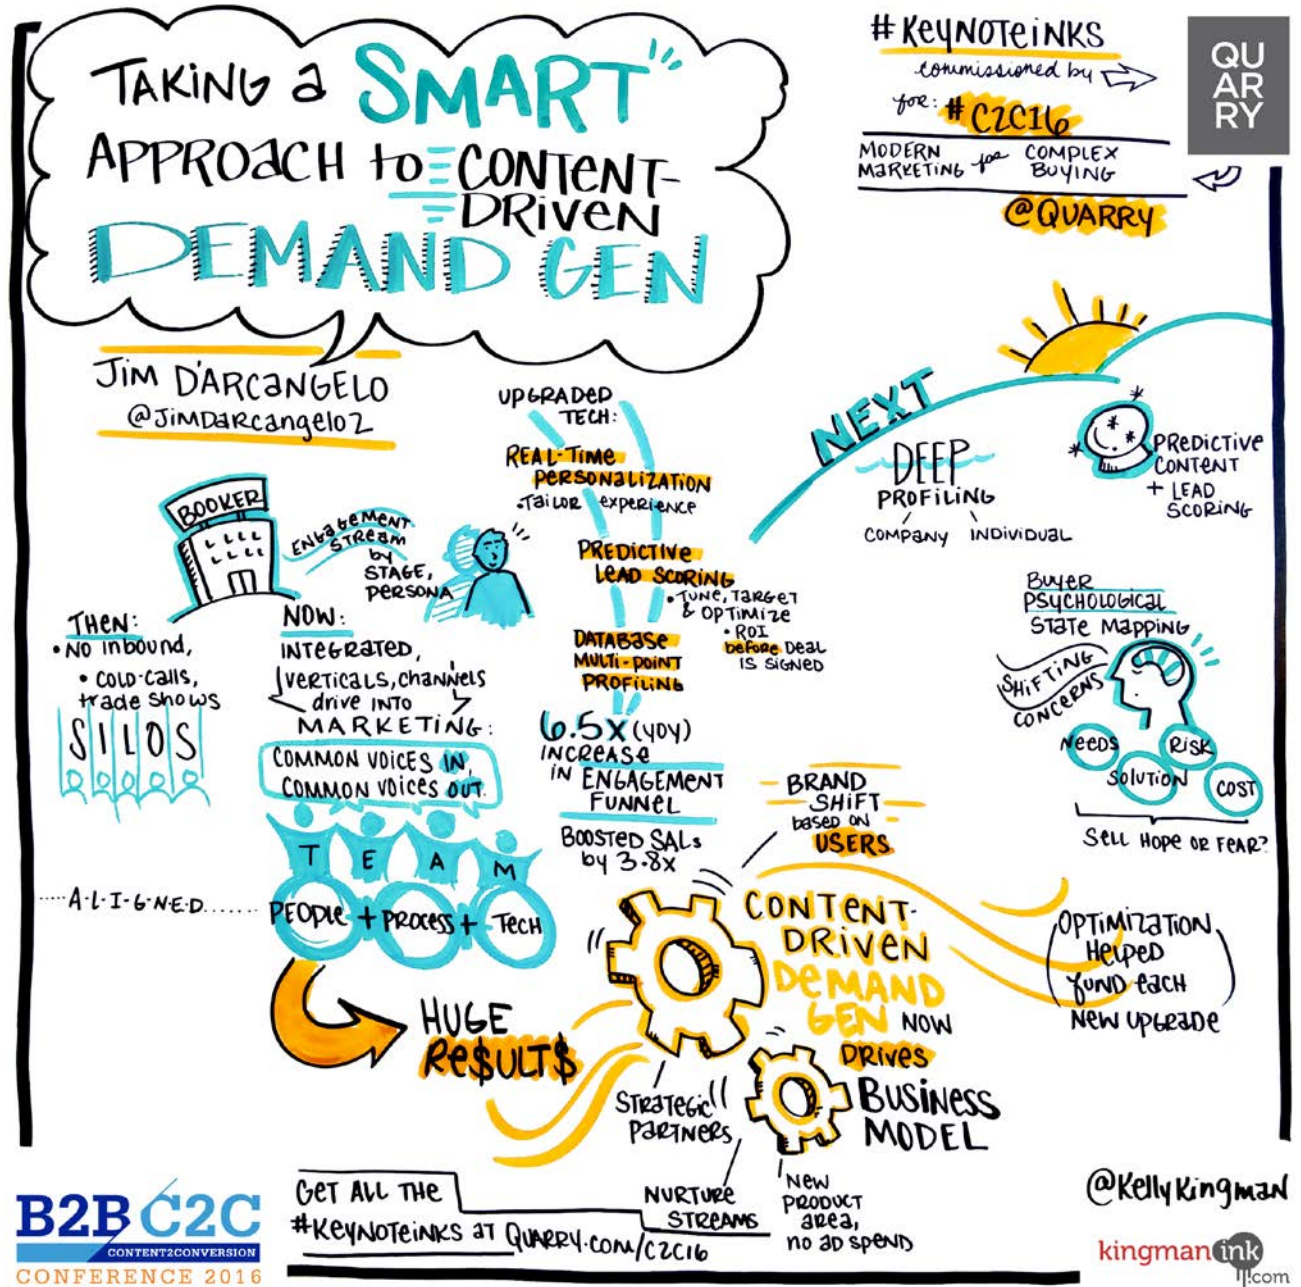 TAKING a SMART
APPROACH to CONTENT-
DRIVEN
DEMAND GEN
#KEYNOTEINKS
commissioned by
for: #C2C16
MODERN MARKETING for COMPLEX BUYING
@QUARRY
QU
AR
RY
JIM D'ARCANGELO
@JIMDARCANGELO2
BOOKER
ENGAGEMENT
STREAM
by
STAGE,
PERSONA
THEN:
• NO INBOUND,
• COLD-CALLS,
trade SHOWS
SILOS
NOW:
INTEGRATED,
VERTICALS, CHANNELS
drive INTO
MARKETING:
COMMON VOICES IN,
COMMON VOICES OUT.
TEAM
....A-L-I-G-N-E-D......
PEOPLE + PROCESS + TECH
HUGE
RE$ULT$
UPGRADED
TECH:
REAL-TIME
PERSONALIZATION
• TAILOR experience
PREDICTIVE
LEAD SCORING
• TUNE, TARGET
& OPTIMIZE
• ROI
before DEAL
IS SIGNED
DATABASE
MULTI-POINT
PROFILING
6.5X (YOY)
INCREASE
IN ENGAGEMENT
FUNNEL
BOOSTED SALs
by 3.8x
NEXT
DEEP
PROFILING
COMPANY INDIVIDUAL
PREDICTIVE
CONTENT
+ LEAD
SCORING
BUYER
PSYCHOLOGICAL
STATE MAPPING
SHIFTING
CONCERNS
NEEDS
RISK
SOLUTION
COST
SELL HOPE OR FEAR?
BRAND
SHIFT
based ON
USERS
CONTENT-
DRIVEN
DEMAND
GEN NOW
DRIVES
BUSINESS
MODEL
OPTIMIZATION
HELPED
FUND EACH
NEW UPGRADE
STRATEGIC
PARTNERS
NURTURE
STREAMS
NEW
PRODUCT
area,
no aD spend
GET ALL THE
#KEYNOTEINKS AT QUARRY.COM/C2C16
B2B C2C
CONTENT2CONVERSION
CONFERENCE 2016
@KellyKingman
kingman ink
.com